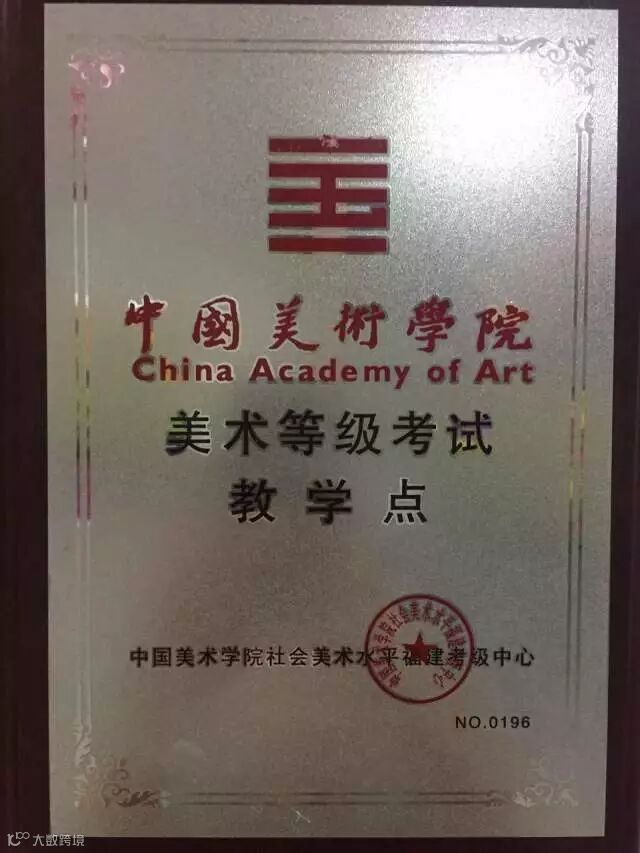 中國美術學院
China Academy of Art
美术等级考试
教学点
中国美术学院社会美术水平福建考级中心
NO.0196
大数跨境